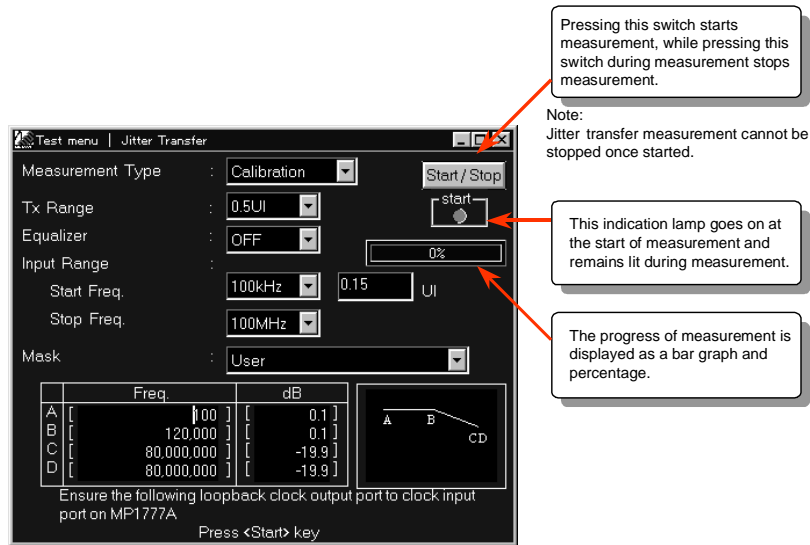 Pressing this switch starts
measurement, while pressing this
switch during measurement stops
measurement.
Note:
Jitter transfer measurement cannot be
stopped once started.
Test menu | Jitter Transfer
Measurement Type : Calibration
Start / Stop
Tx Range : 0.5UI
start
This indication lamp goes on at
the start of measurement and
remains lit during measurement.
Equalizer : OFF
0%
Input Range :
Start Freq. 100kHz 0.15 UI
Stop Freq. 100MHz
The progress of measurement is
displayed as a bar graph and
percentage.
Mask : User
Freq. dB
A [ 100 ] [ 0.1 ]
B [ 120,000 ] [ 0.1 ]
C [ 80,000,000 ] [ -19.9 ]
D [ 80,000,000 ] [ -19.9 ]
A B
CD
Ensure the following loopback clock output port to clock input
port on MP1777A
Press <Start> key